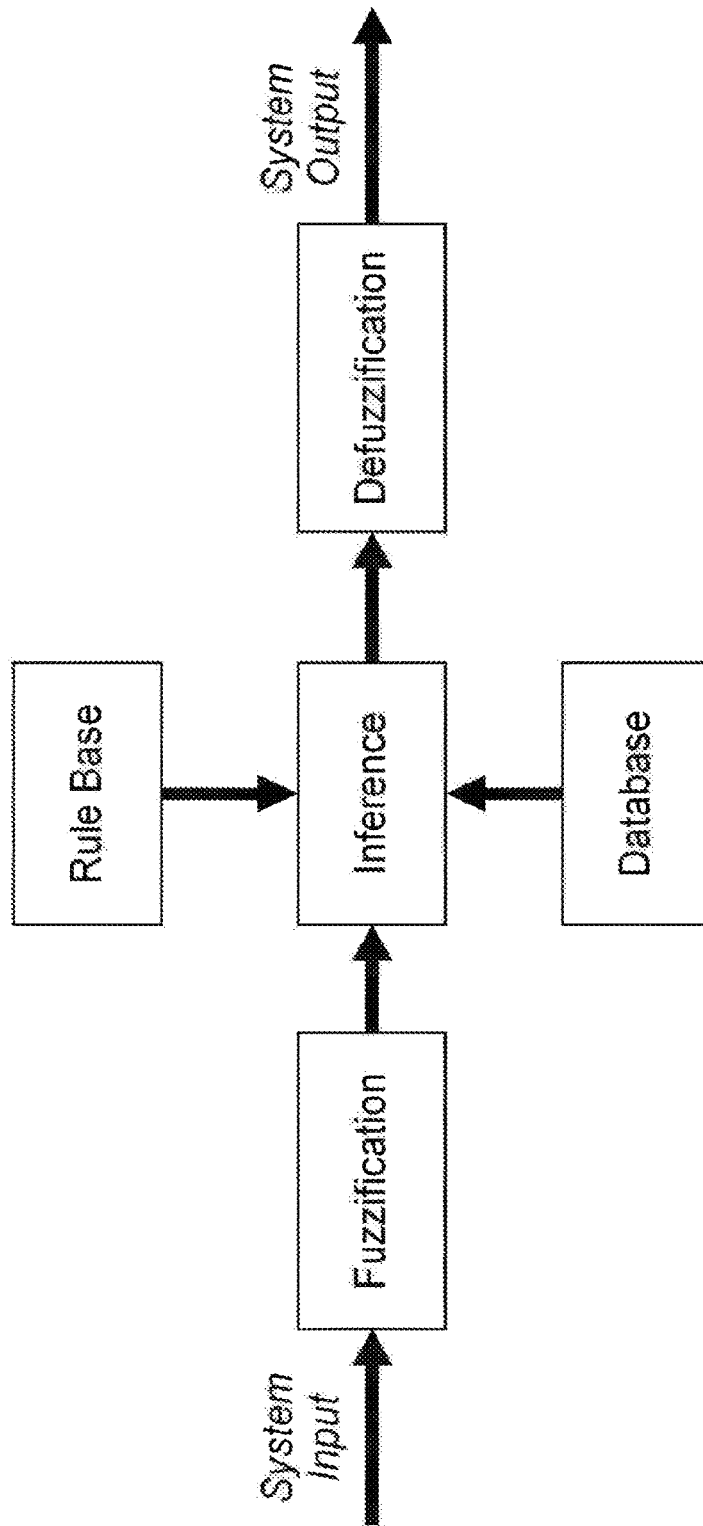 System
Input
Fuzzification
Rule Base
Inference
Database
Defuzzification
System
Output